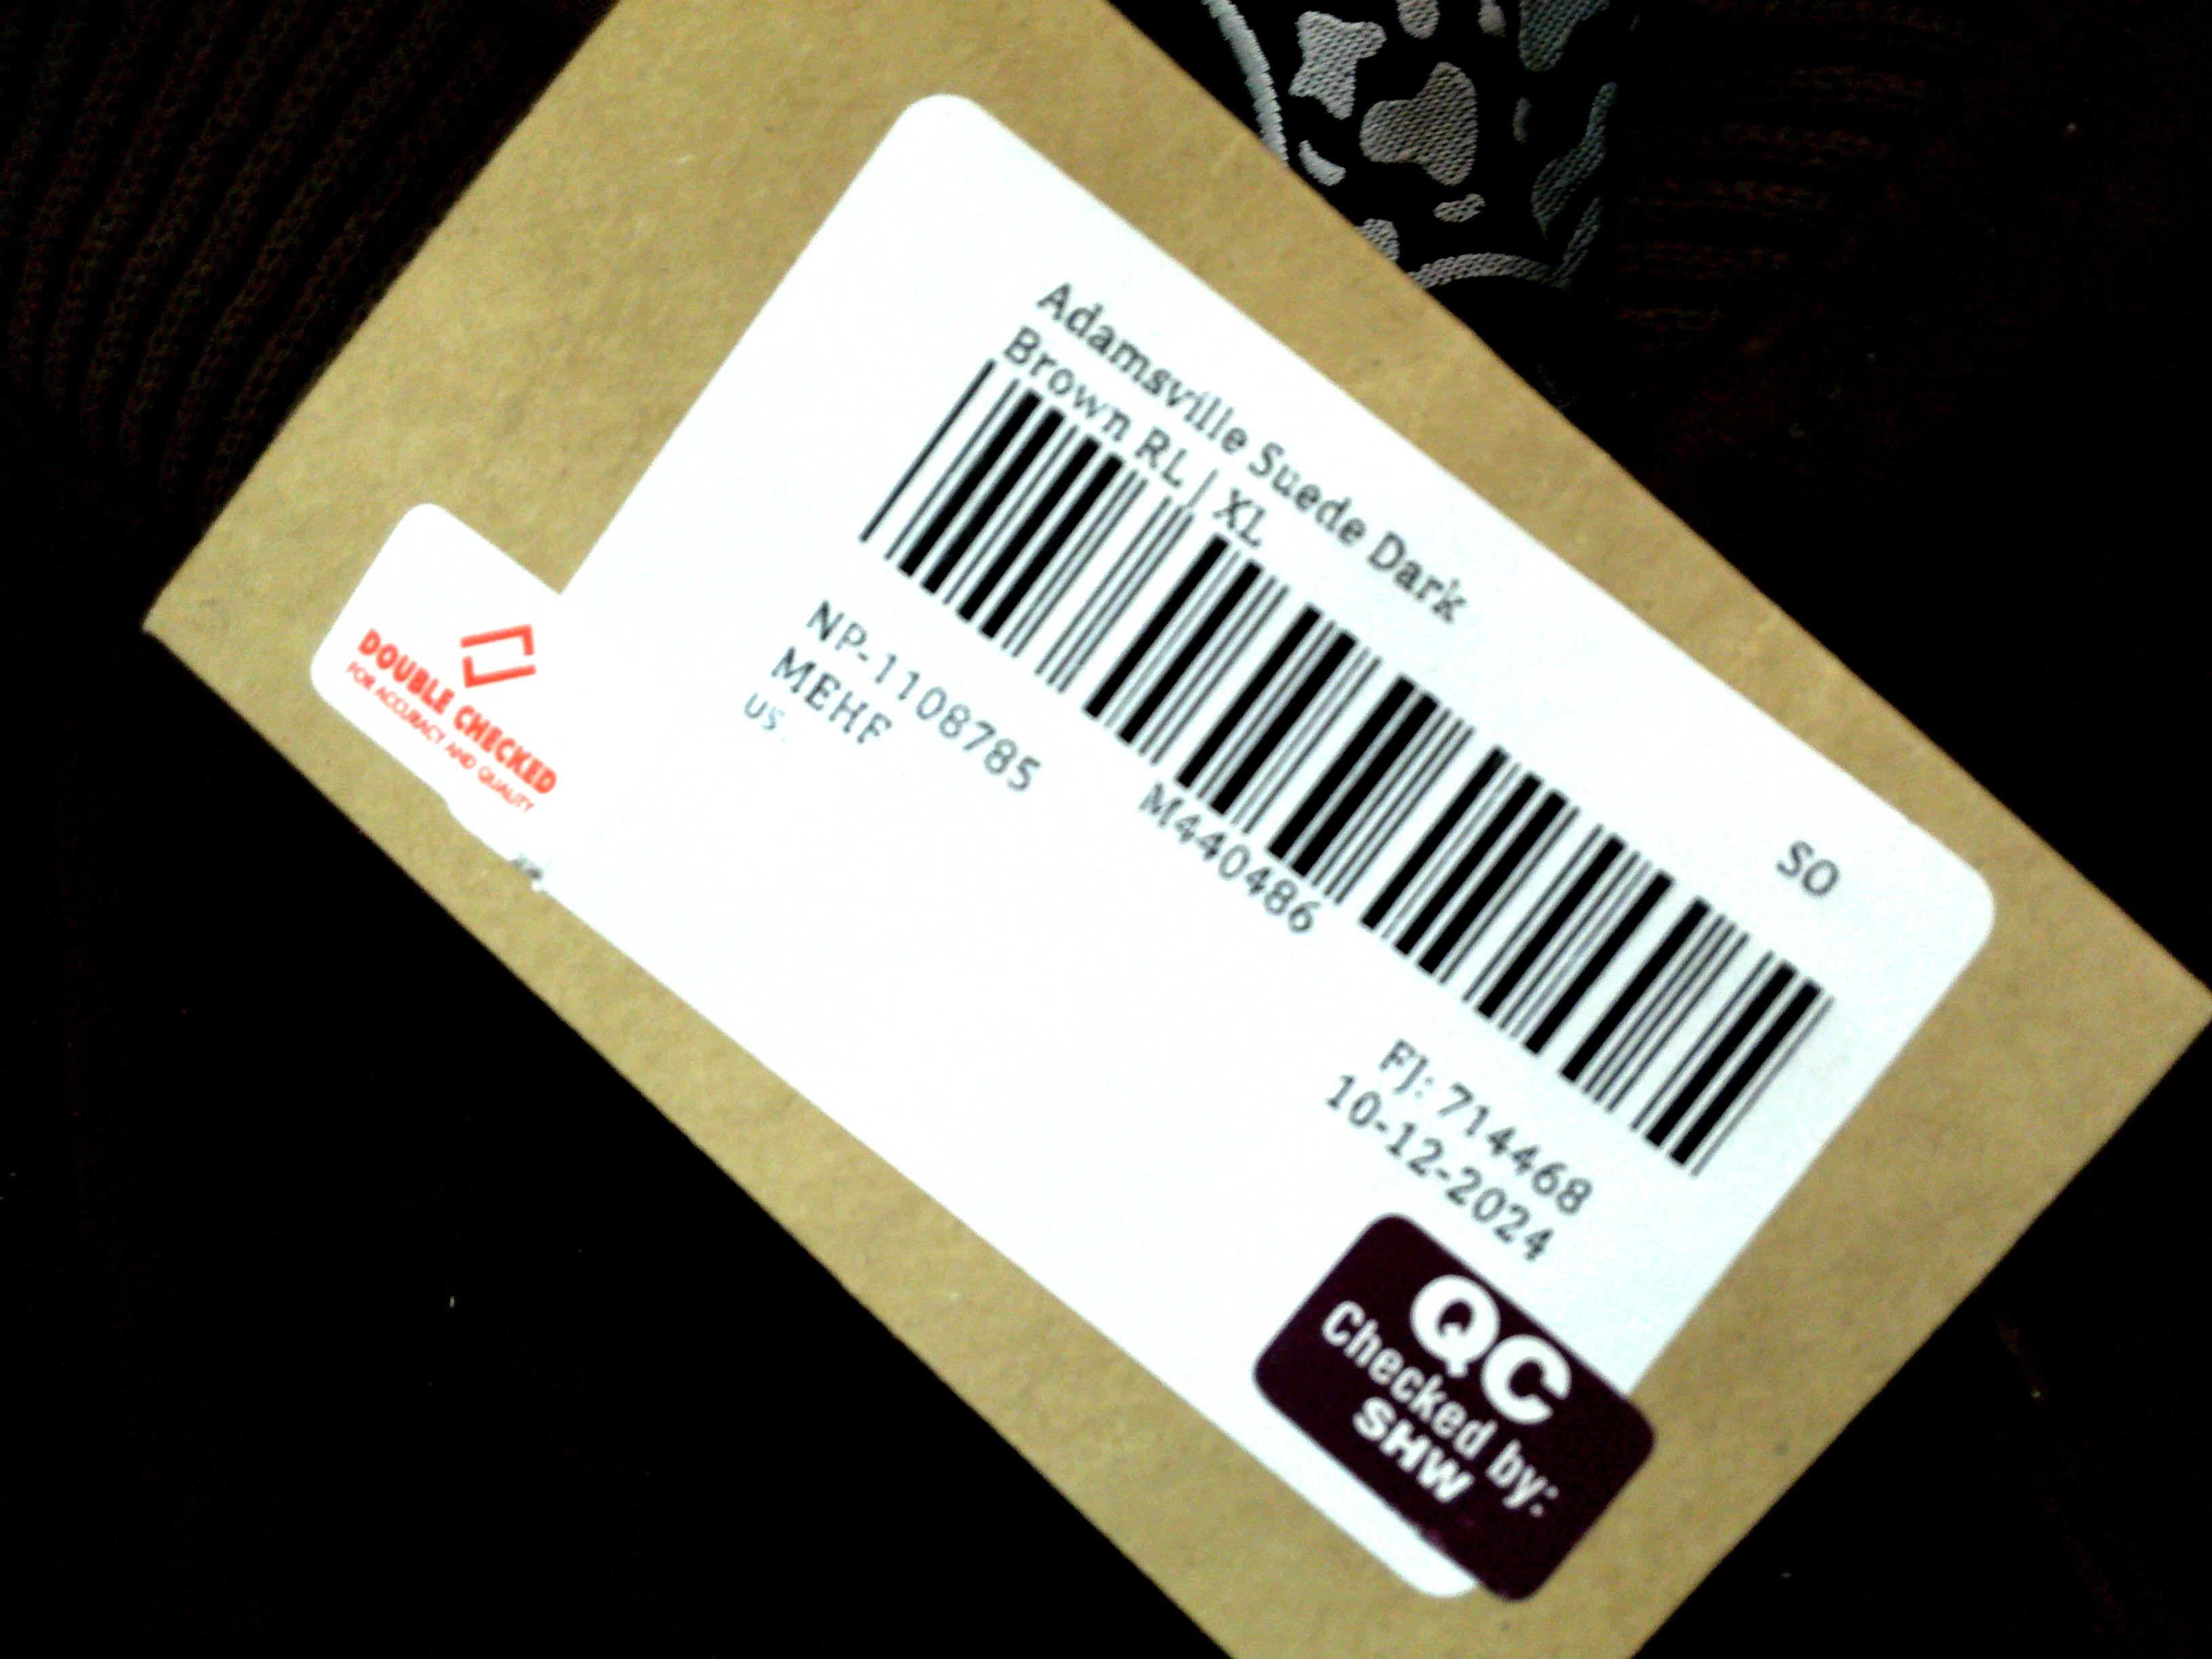 SO
Adamsville Suede Dark
Brown RL | XL
M440486
NP-1108785
MEHF
US
FJ: 714468
10-12-2024
DOUBLE CHECKED
FOR ACCURACY AND QUALITY
QC
Checked by:
SHW